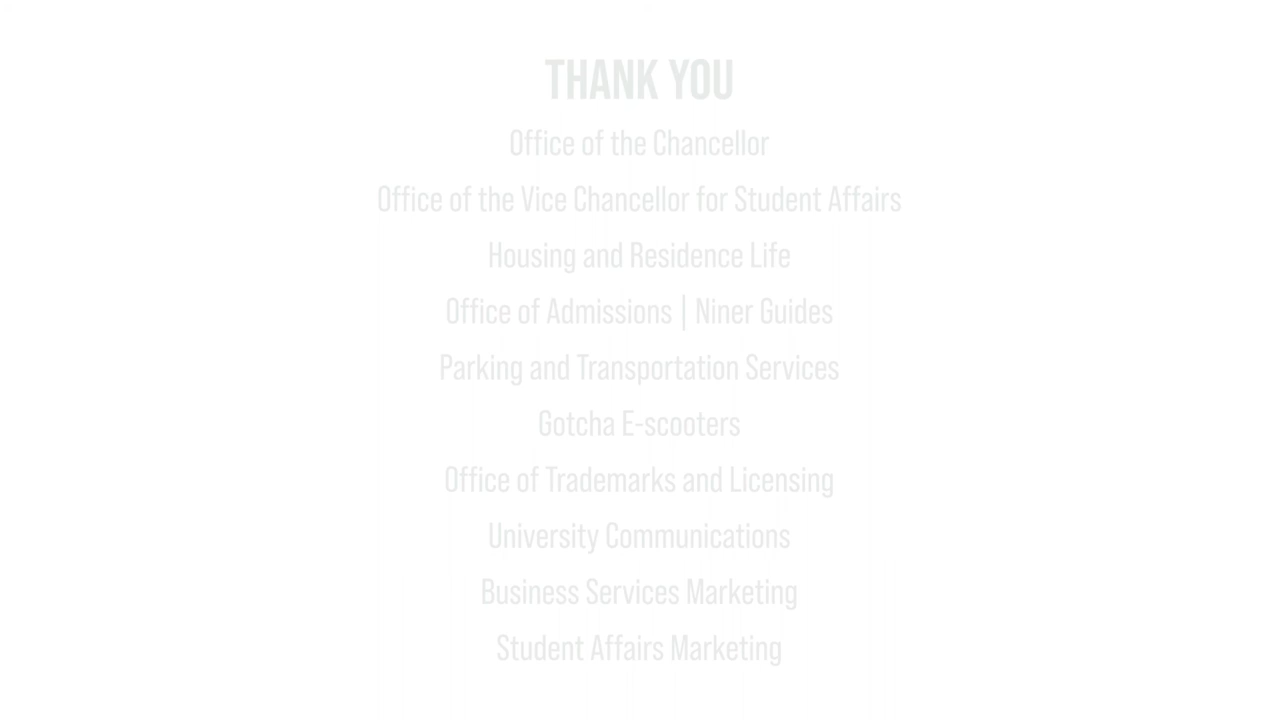 THANK YOU
Office of the Chancellor
Office of the Vice Chancellor for Student Affairs
Housing and Residence Life
Office of Admissions | Niner Guides
Parking and Transportation Services
Gotcha E-scooters
Office of Trademarks and Licensing
University Communications
Business Services Marketing
Student Affairs Marketing